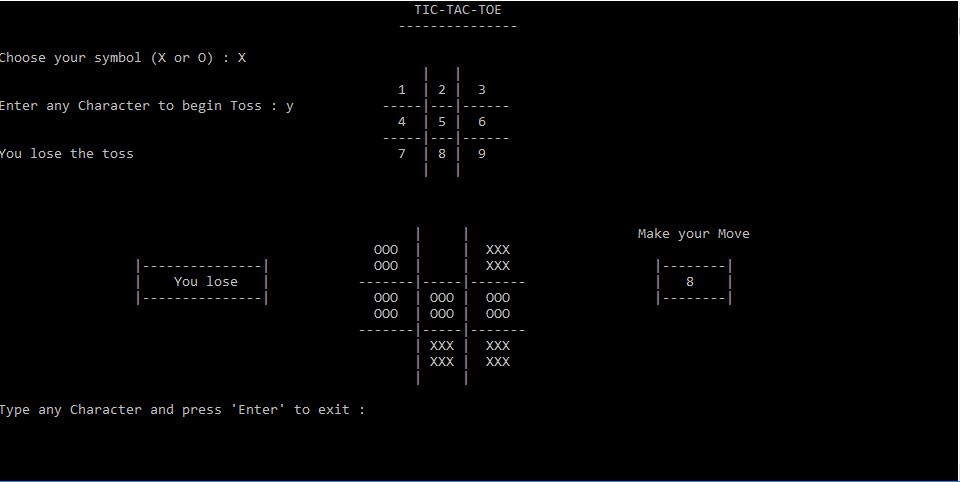 TIC-TAC-TOE
---------------
Choose your symbol (X or O) : X
|   |
1 | 2 | 3
Enter any Character to begin Toss : y
-----|---|------
4 | 5 | 6
-----|---|------
You lose the toss
7 | 8 | 9
|   |
|     |
Make your Move
OOO |     | XXX
OOO |     | XXX
|---------------|
|--------|
| You lose |
-------|-----|-------
| 8 |
|---------------|
OOO | OOO | OOO
|--------|
OOO | OOO | OOO
-------|-----|-------
| XXX | XXX
| XXX | XXX
|     |
Type any Character and press 'Enter' to exit :